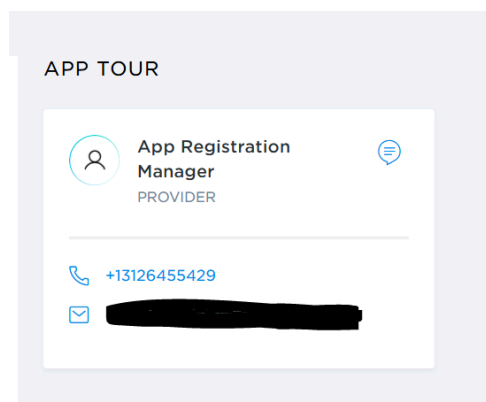 APP TOUR
App Registration
Manager
PROVIDER
+13126455429